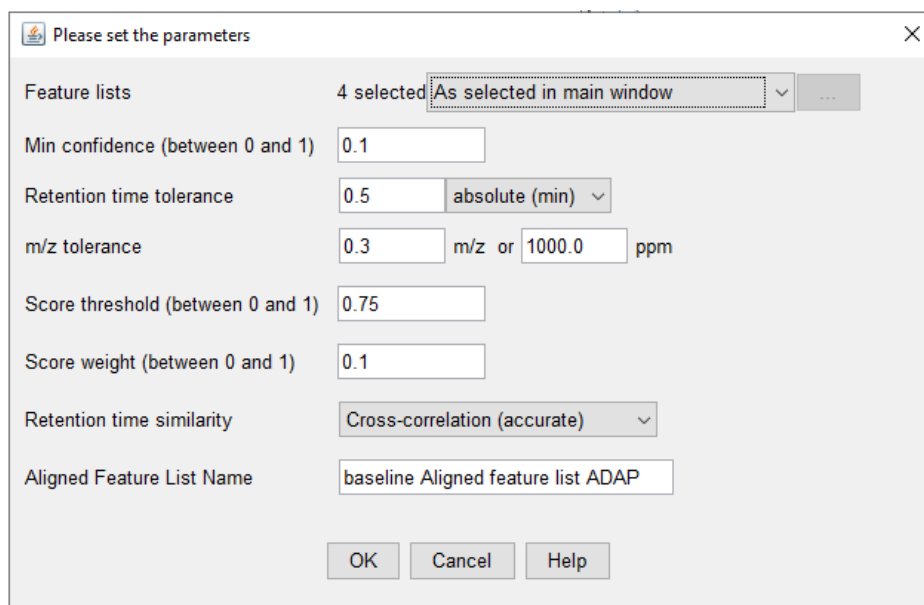 Please set the parameters
Feature lists 4 selected As selected in main window ...
Min confidence (between 0 and 1) 0.1
Retention time tolerance 0.5 absolute (min)
m/z tolerance 0.3 m/z or 1000.0 ppm
Score threshold (between 0 and 1) 0.75
Score weight (between 0 and 1) 0.1
Retention time similarity Cross-correlation (accurate)
Aligned Feature List Name baseline Aligned feature list ADAP
OK Cancel Help